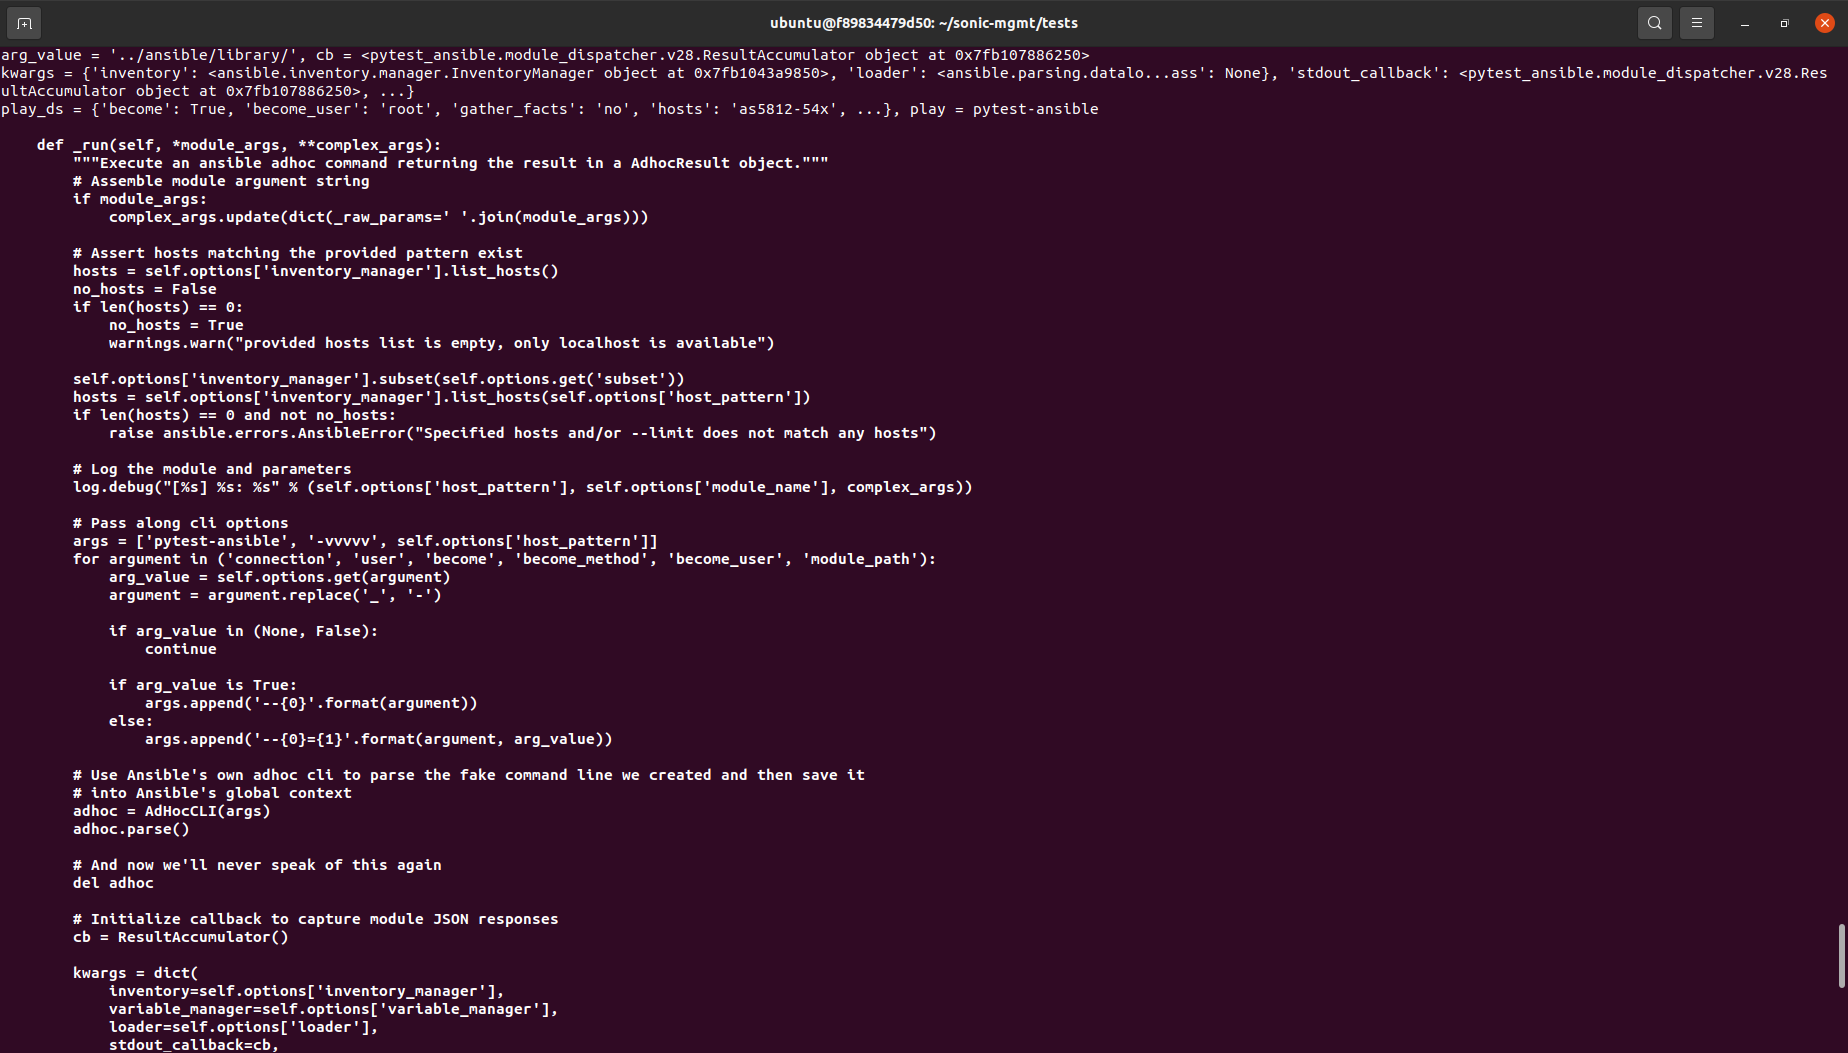 ubuntu@f89834479d50: ~/sonic-mgmt/tests
arg_value = '../ansible/library/', cb = <pytest_ansible.module_dispatcher.v28.ResultAccumulator object at 0x7fb107886250>
kwargs = {'inventory': <ansible.inventory.manager.InventoryManager object at 0x7fb1043a9850>, 'loader': <ansible.parsing.datalo...ass': None}, 'stdout_callback': <pytest_ansible.module_dispatcher.v28.Res
ultAccumulator object at 0x7fb107886250>, ...}
play_ds = {'become': True, 'become_user': 'root', 'gather_facts': 'no', 'hosts': 'as5812-54x', ...}, play = pytest-ansible
    def _run(self, *module_args, **complex_args):
        """Execute an ansible adhoc command returning the result in a AdhocResult object."""
        # Assemble module argument string
        if module_args:
            complex_args.update(dict(_raw_params=' '.join(module_args)))
        # Assert hosts matching the provided pattern exist
        hosts = self.options['inventory_manager'].list_hosts()
        no_hosts = False
        if len(hosts) == 0:
            no_hosts = True
            warnings.warn("provided hosts list is empty, only localhost is available")
        self.options['inventory_manager'].subset(self.options.get('subset'))
        hosts = self.options['inventory_manager'].list_hosts(self.options['host_pattern'])
        if len(hosts) == 0 and not no_hosts:
            raise ansible.errors.AnsibleError("Specified hosts and/or --limit does not match any hosts")
        # Log the module and parameters
        log.debug("[%s] %s: %s" % (self.options['host_pattern'], self.options['module_name'], complex_args))
        # Pass along cli options
        args = ['pytest-ansible', '-vvvvv', self.options['host_pattern']]
        for argument in ('connection', 'user', 'become', 'become_method', 'become_user', 'module_path'):
            arg_value = self.options.get(argument)
            argument = argument.replace('_', '-')
            if arg_value in (None, False):
                continue
            if arg_value is True:
                args.append('--{0}'.format(argument))
            else:
                args.append('--{0}={1}'.format(argument, arg_value))
        # Use Ansible's own adhoc cli to parse the fake command line we created and then save it
        # into Ansible's global context
        adhoc = AdHocCLI(args)
        adhoc.parse()
        # And now we'll never speak of this again
        del adhoc
        # Initialize callback to capture module JSON responses
        cb = ResultAccumulator()
        kwargs = dict(
            inventory=self.options['inventory_manager'],
            variable_manager=self.options['variable_manager'],
            loader=self.options['loader'],
            stdout_callback=cb,